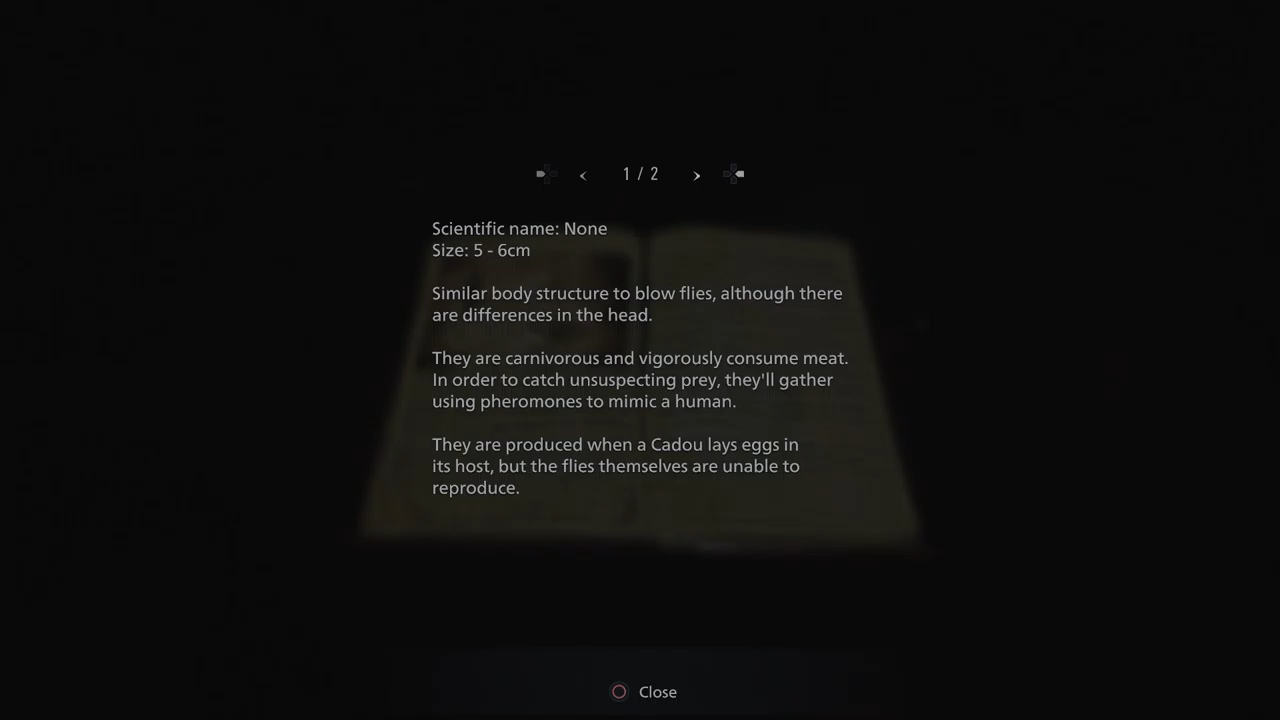 1 / 2
Scientific name: None
Size: 5 - 6cm
Similar body structure to blow flies, although there
are differences in the head.
They are carnivorous and vigorously consume meat.
In order to catch unsuspecting prey, they'll gather
using pheromones to mimic a human.
They are produced when a Cadou lays eggs in
its host, but the flies themselves are unable to
reproduce.
Close